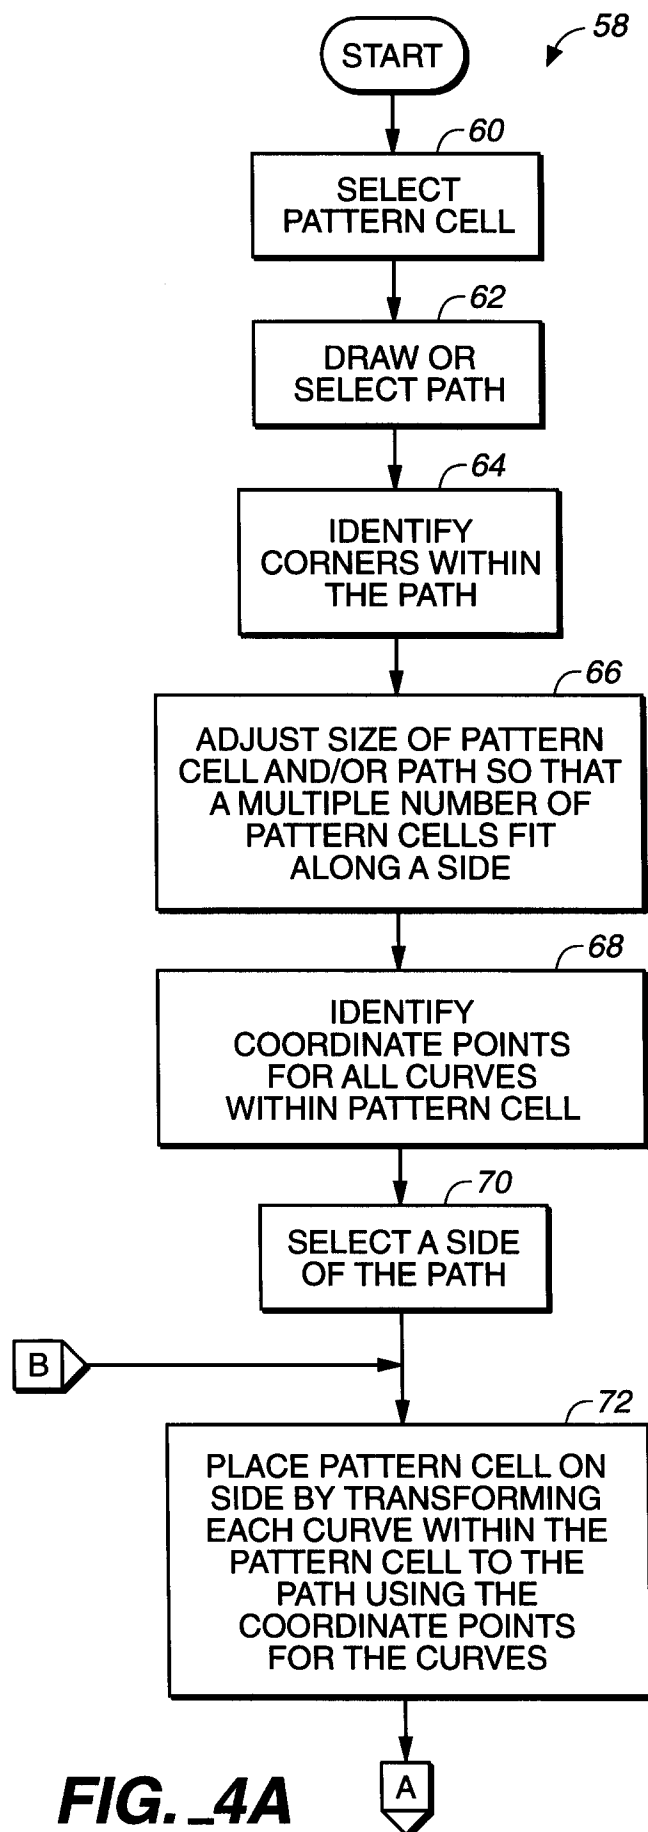 58
START
60
SELECT
PATTERN CELL
62
DRAW OR
SELECT PATH
64
IDENTIFY
CORNERS WITHIN
THE PATH
66
ADJUST SIZE OF PATTERN
CELL AND/OR PATH SO THAT
A MULTIPLE NUMBER OF
PATTERN CELLS FIT
ALONG A SIDE
68
IDENTIFY
COORDINATE POINTS
FOR ALL CURVES
WITHIN PATTERN CELL
70
SELECT A SIDE
OF THE PATH
B
72
PLACE PATTERN CELL ON
SIDE BY TRANSFORMING
EACH CURVE WITHIN THE
PATTERN CELL TO THE
PATH USING THE
COORDINATE POINTS
FOR THE CURVES
A
FIG._4A